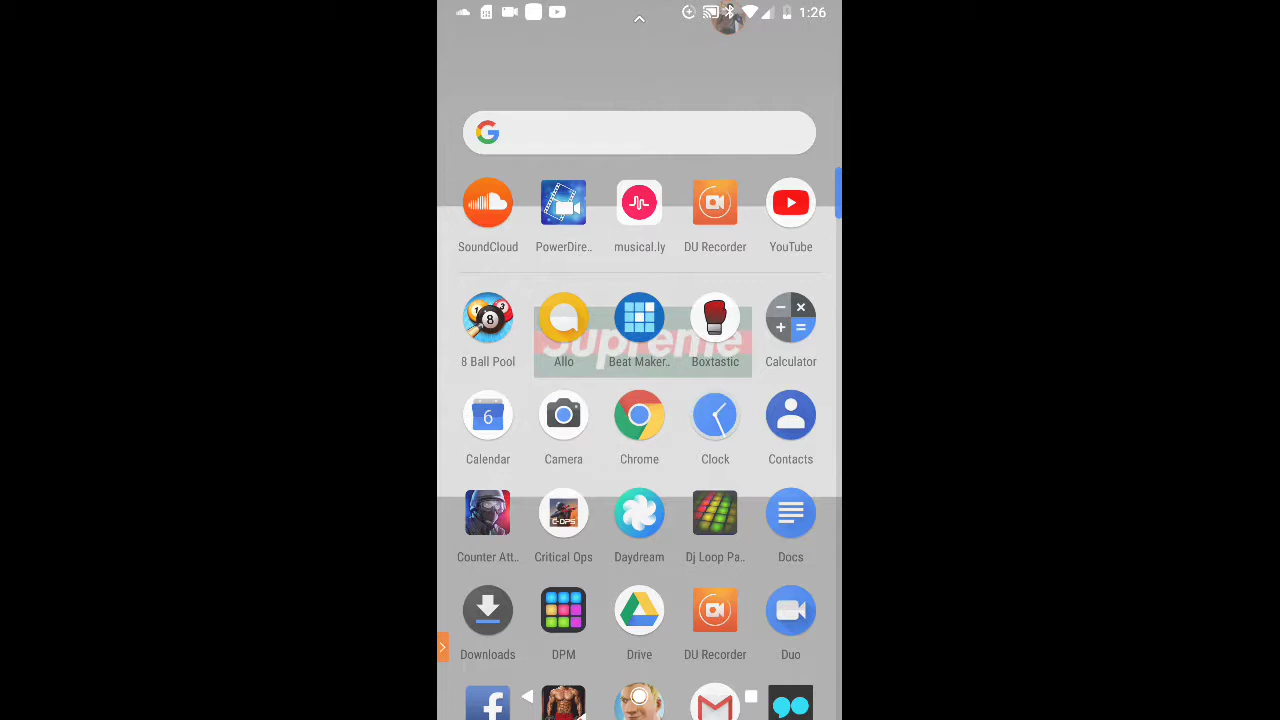 1:26
SoundCloud PowerDire.. musical.ly DU Recorder YouTube
Supreme
8 Ball Pool Allo Beat Maker.. Boxtastic Calculator
6
Calendar Camera Chrome Clock Contacts
C-OPS
Counter Att.. Critical Ops Daydream Dj Loop Pa.. Docs
Downloads DPM Drive DU Recorder Duo